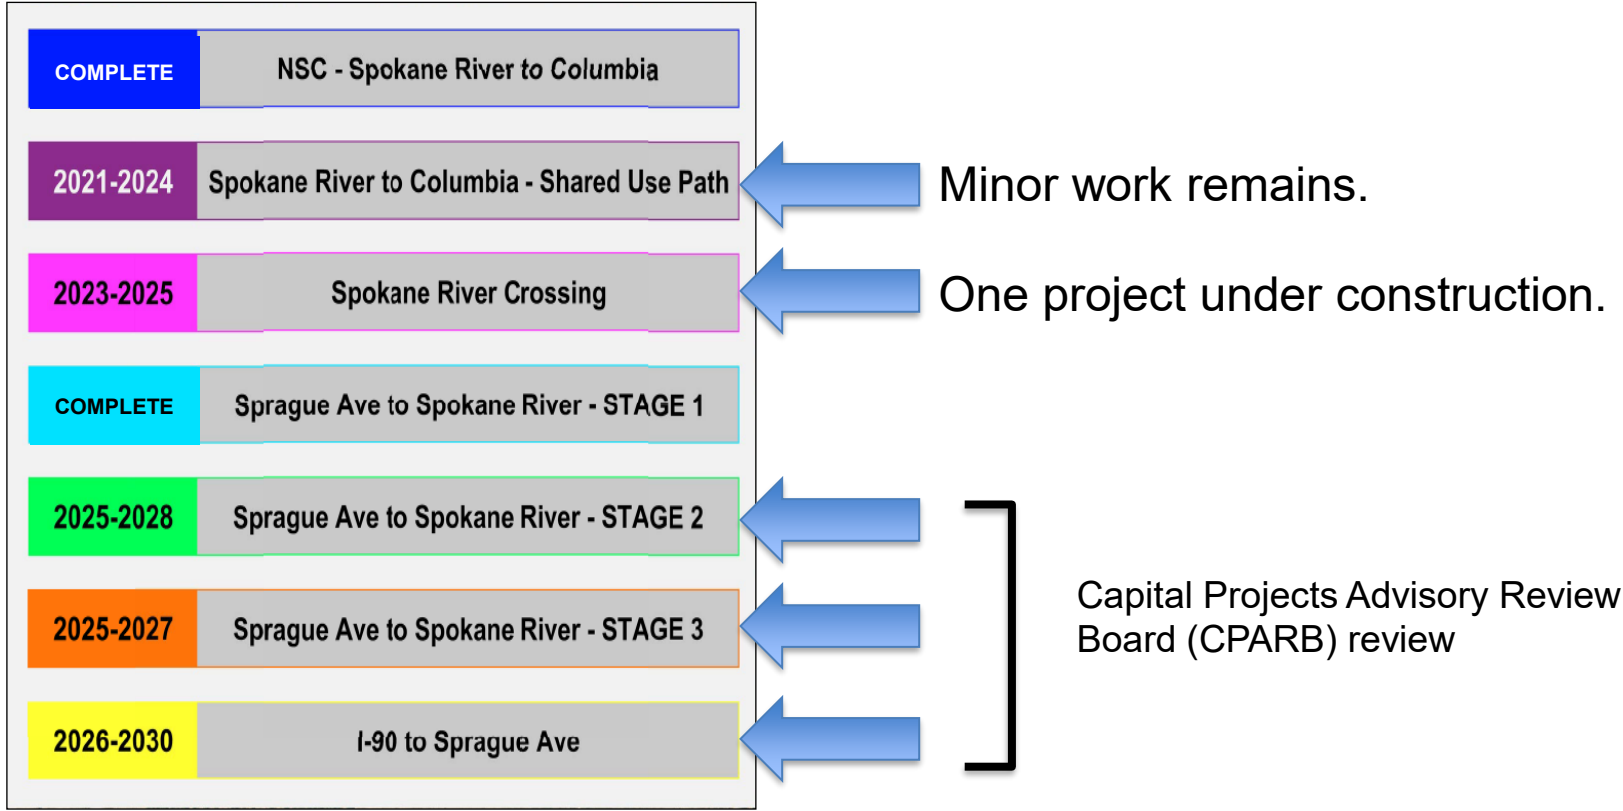 COMPLETE NSC - Spokane River to Columbia
2021-2024 Spokane River to Columbia - Shared Use Path
Minor work remains.
2023-2025 Spokane River Crossing
One project under construction.
COMPLETE Sprague Ave to Spokane River - STAGE 1
2025-2028 Sprague Ave to Spokane River - STAGE 2
2025-2027 Sprague Ave to Spokane River - STAGE 3
Capital Projects Advisory Review
Board (CPARB) review
2026-2030 I-90 to Sprague Ave